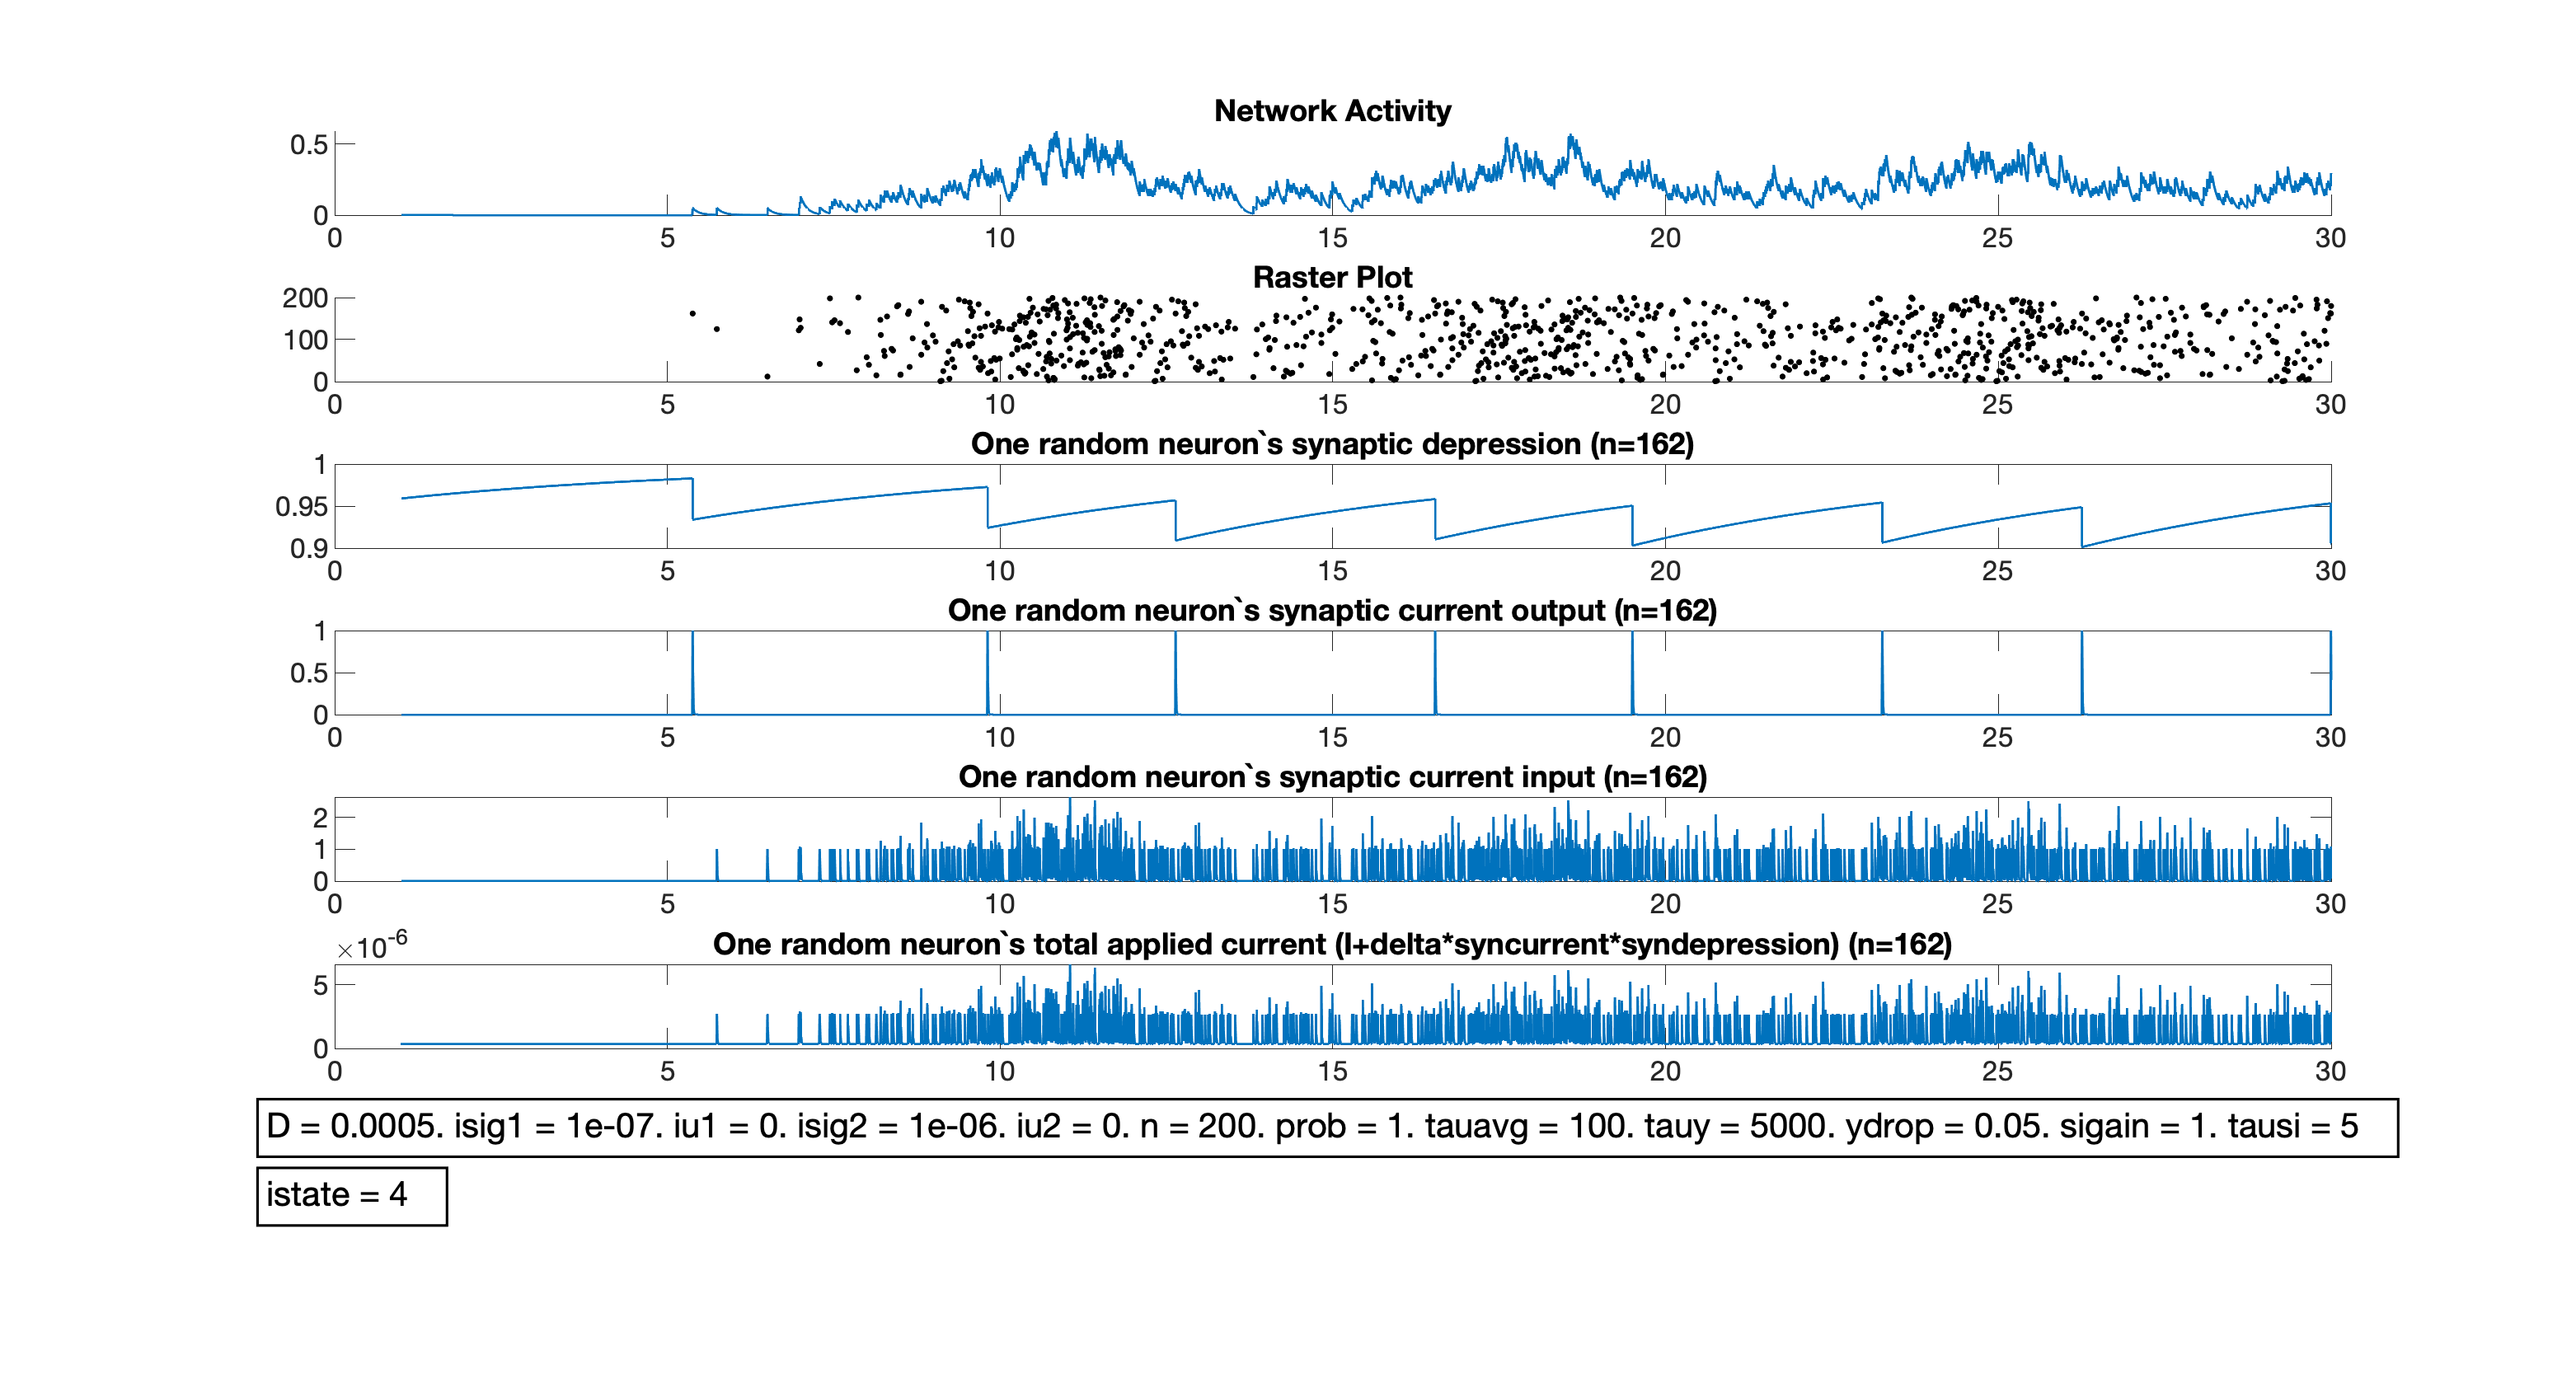 Network Activity
0.5
0
0 5 10 15 20 25 30
Raster Plot
200
100
0
0 5 10 15 20 25 30
One random neuron`s synaptic depression (n=162)
1
0.95
0.9
0 5 10 15 20 25 30
One random neuron`s synaptic current output (n=162)
1
0.5
0
0 5 10 15 20 25 30
One random neuron`s synaptic current input (n=162)
2
1
0
0 5 10 15 20 25 30
×10-6
One random neuron`s total applied current (I+delta*syncurrent*syndepression) (n=162)
5
0
0 5 10 15 20 25 30
D = 0.0005. isig1 = 1e-07. iu1 = 0. isig2 = 1e-06. iu2 = 0. n = 200. prob = 1. tauavg = 100. tauy = 5000. ydrop = 0.05. sigain = 1. tausi = 5
istate = 4